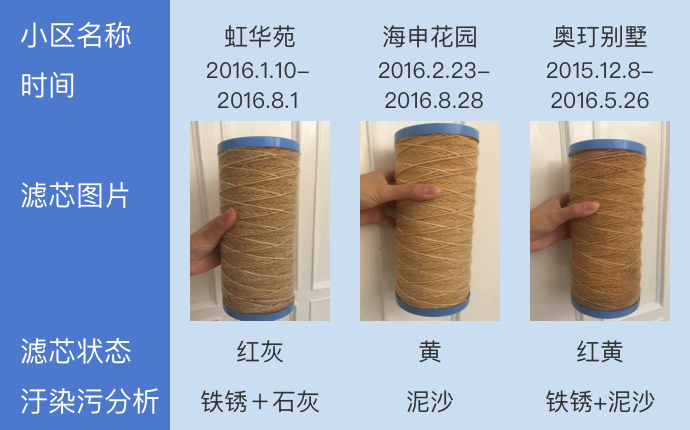 小区名称 虹华苑 海申花园 奥玎别墅
时间 2016.1.10– 2016.2.23– 2015.12.8–
2016.8.1 2016.8.28 2016.5.26
滤芯图片
滤芯状态 红灰 黄 红黄
汙染污分析 铁锈＋石灰 泥沙 铁锈+泥沙